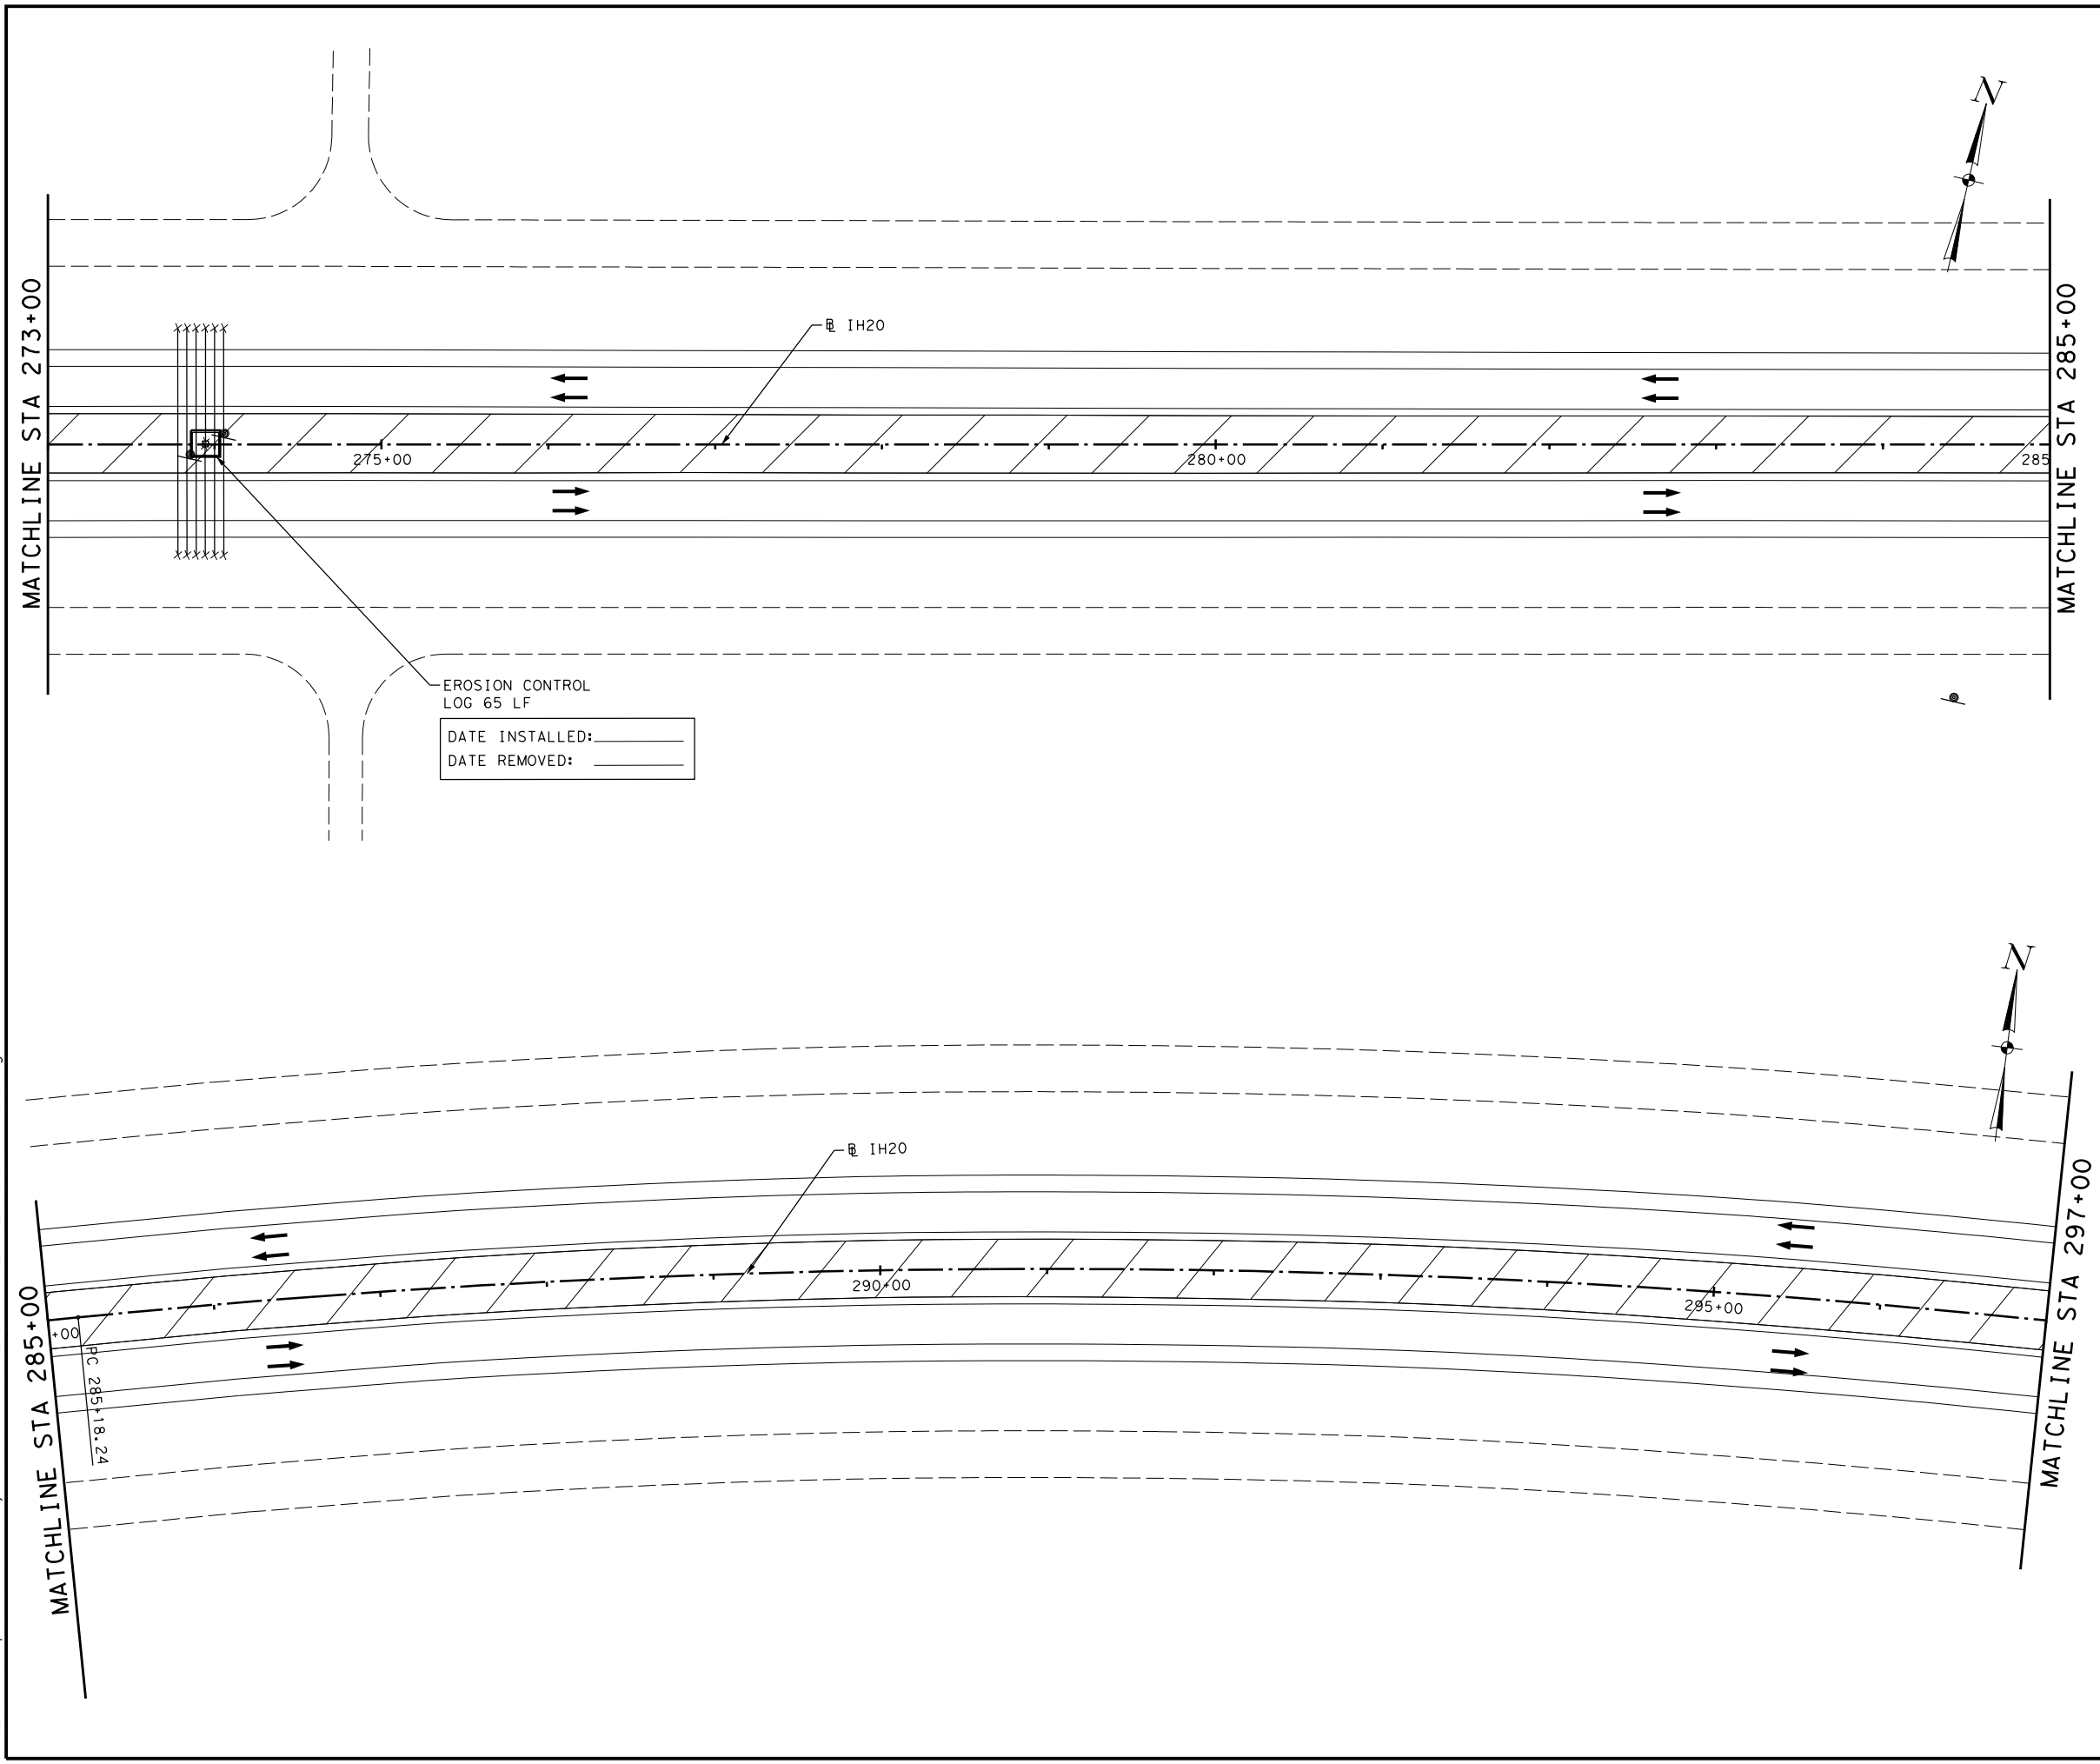 N
MATCHLINE STA 273+00
MATCHLINE STA 285+00
℄ IH20
275+00
280+00
285
EROSION CONTROL
LOG 65 LF
DATE INSTALLED:
DATE REMOVED:
N
℄ IH20
MATCHLINE STA 285+00
MATCHLINE STA 297+00
290+00
295+00
+00
PC 285+18.24